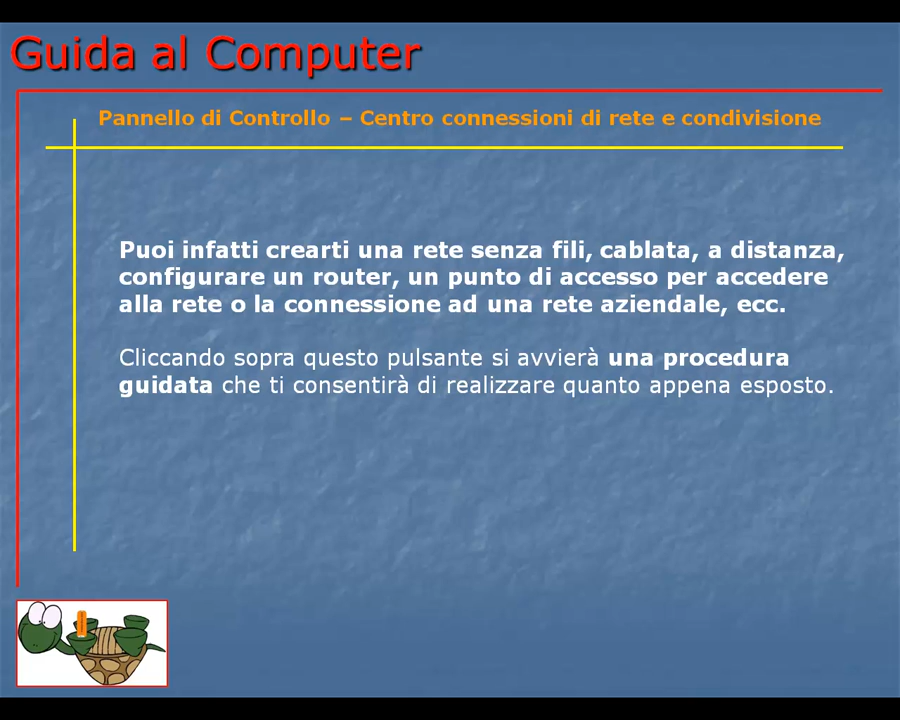 Guida al Computer
Pannello di Controllo – Centro connessioni di rete e condivisione
Puoi infatti crearti una rete senza fili, cablata, a distanza,
configurare un router, un punto di accesso per accedere
alla rete o la connessione ad una rete aziendale, ecc.
Cliccando sopra questo pulsante si avvierà una procedura
guidata che ti consentirà di realizzare quanto appena esposto.